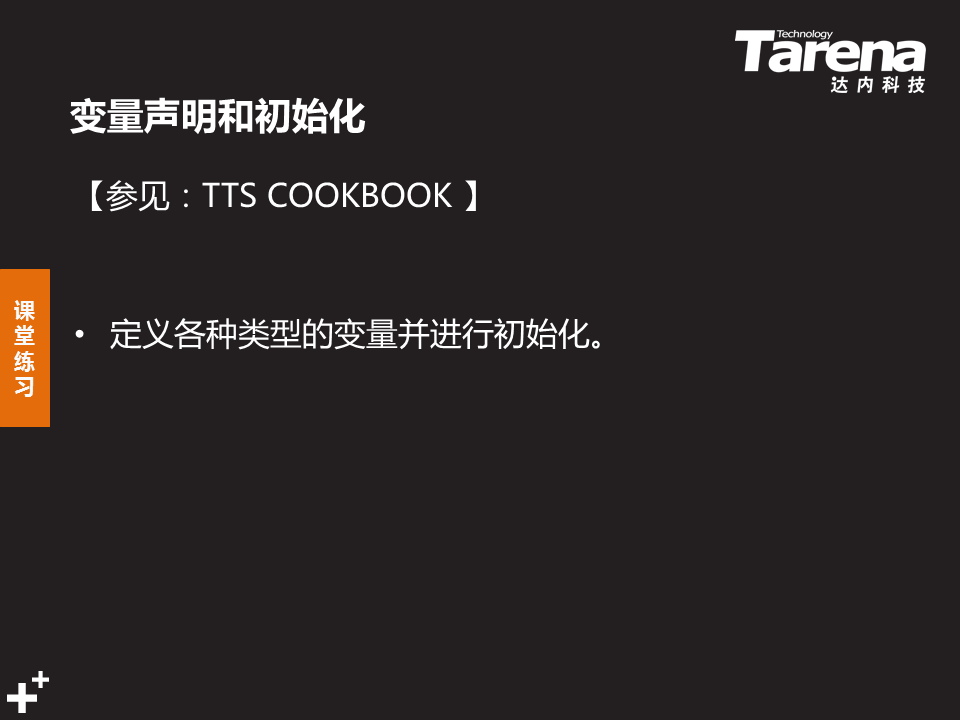 Technology
Tarena
达内科技
变量声明和初始化
【参见：TTS COOKBOOK 】
课堂练习
• 定义各种类型的变量并进行初始化。